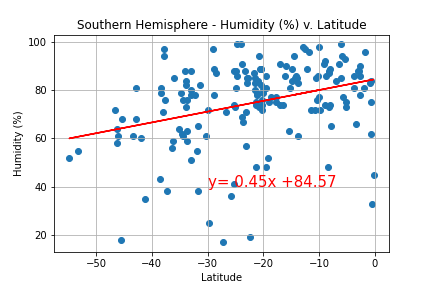 Southern Hemisphere - Humidity (%) v. Latitude
100
80
60
40
20
Humidity (%)
y= 0.45x +84.57
−50
−40
−30
−20
−10
0
Latitude